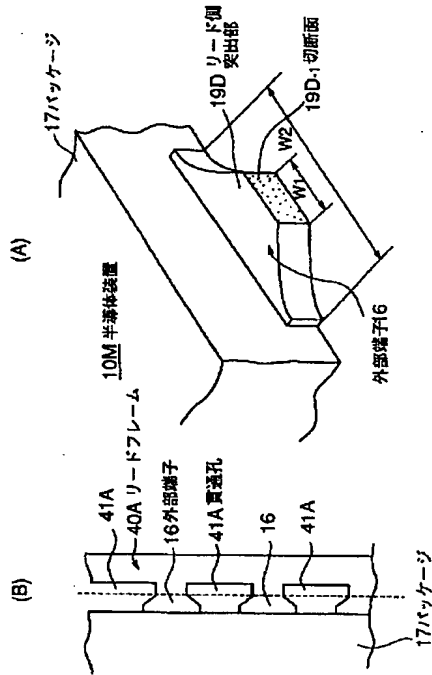 (A)
17パッケージ
10M 半導体装置
19D リード側
突出部
19D-1 切断面
W2
W1
外部端子16
(B)
41A
40A リードフレーム
16 外部端子
41A 貫通孔
16
41A
17パッケージ